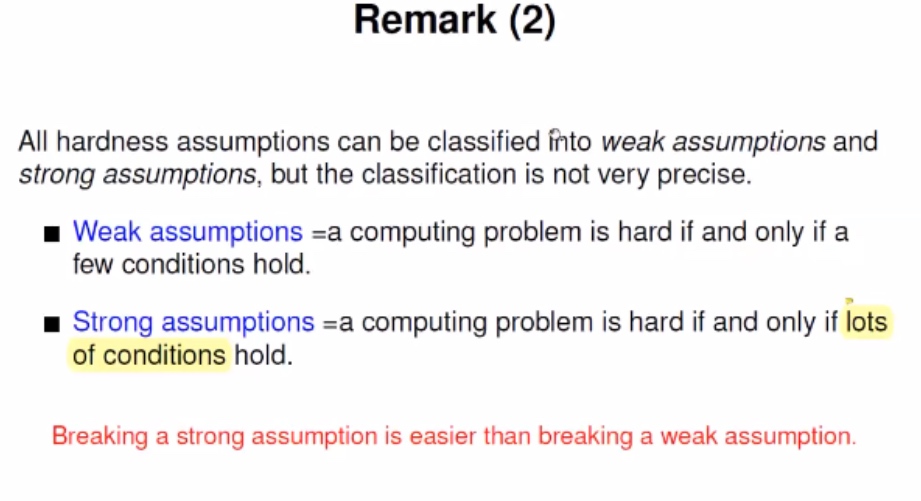 Remark (2)
All hardness assumptions can be classified into weak assumptions and
strong assumptions, but the classification is not very precise.
■ Weak assumptions =a computing problem is hard if and only if a
few conditions hold.
■ Strong assumptions =a computing problem is hard if and only if lots
of conditions hold.
Breaking a strong assumption is easier than breaking a weak assumption.